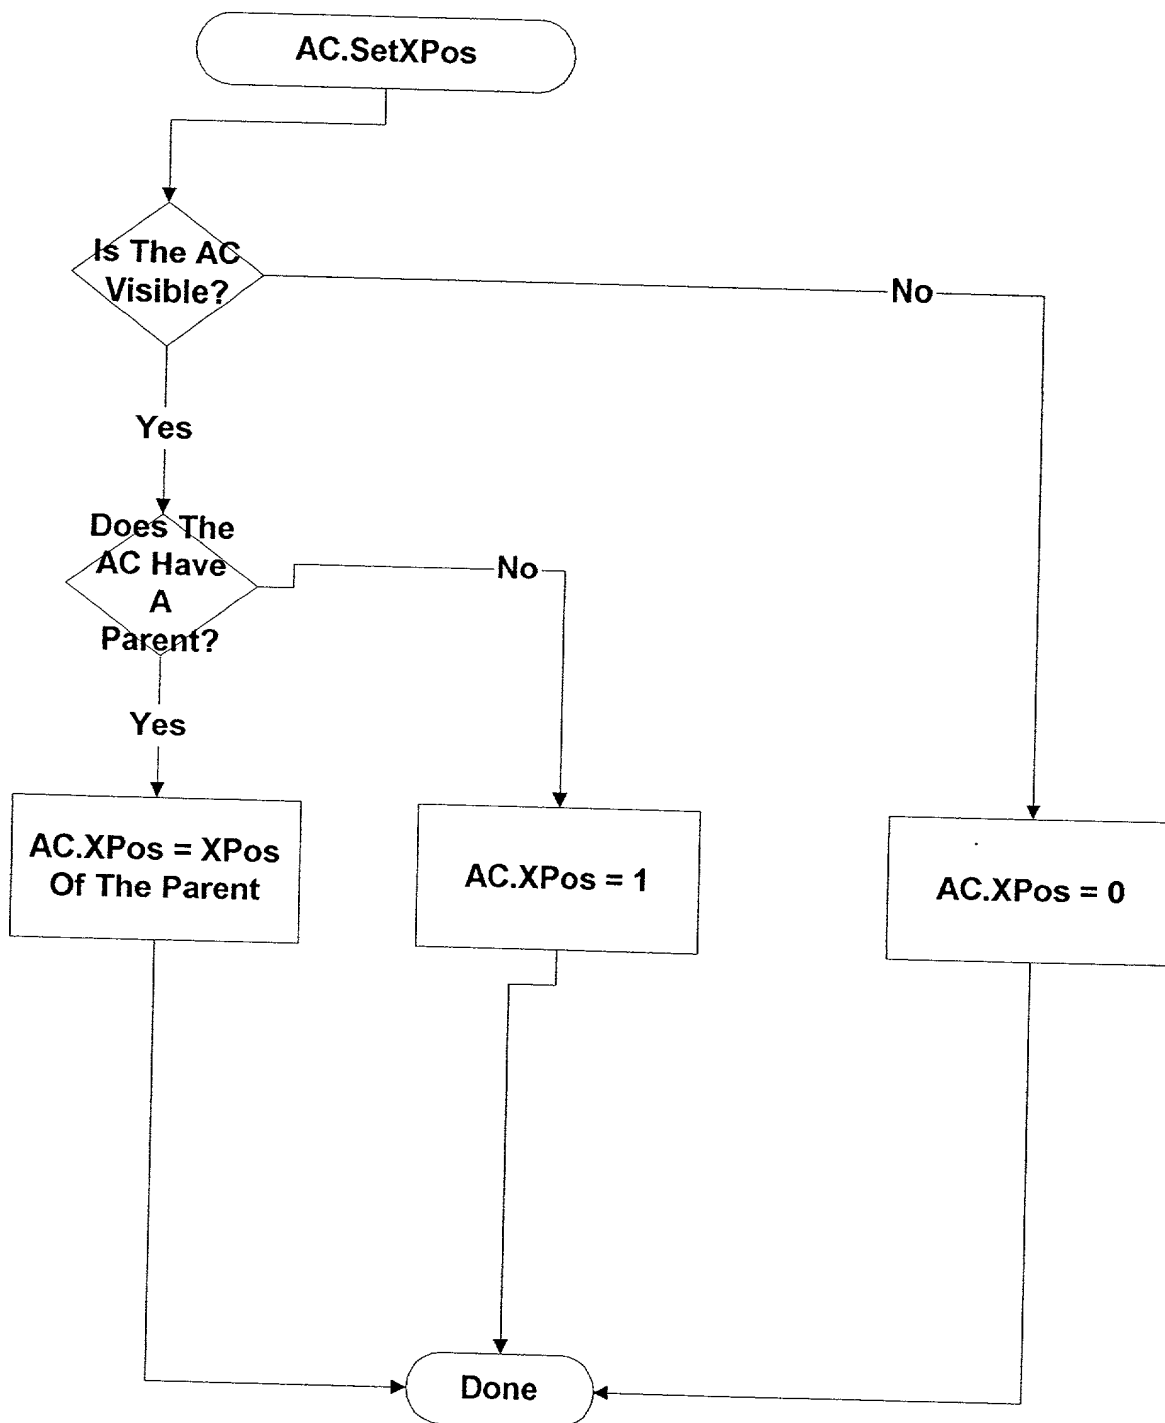 AC.SetXPos
Is The AC
Visible?
No
Yes
Does The
AC Have
A
Parent?
No
Yes
AC.XPos = XPos
Of The Parent
AC.XPos = 1
AC.XPos = 0
Done